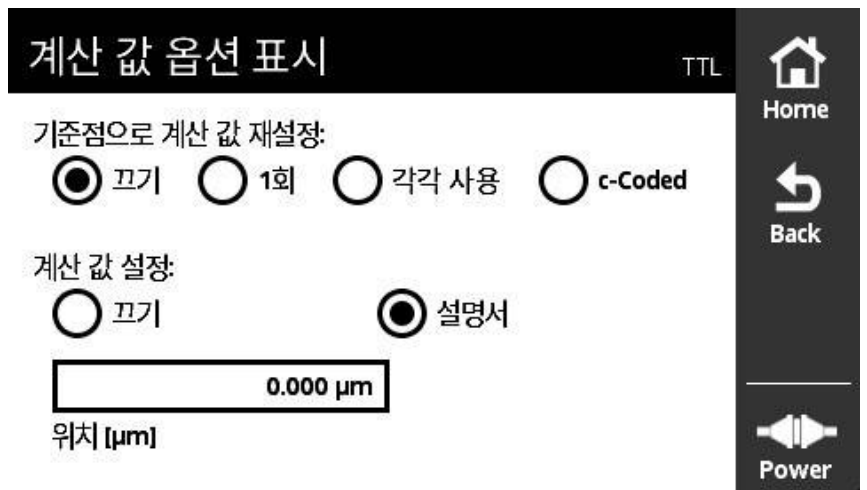 계산 값 옵션 표시
TTL
Home
기준점으로 계산 값 재설정:
끄기 1회 각각 사용 c-Coded
Back
계산 값 설정:
끄기 설명서
0.000 µm
위치 [µm]
Power